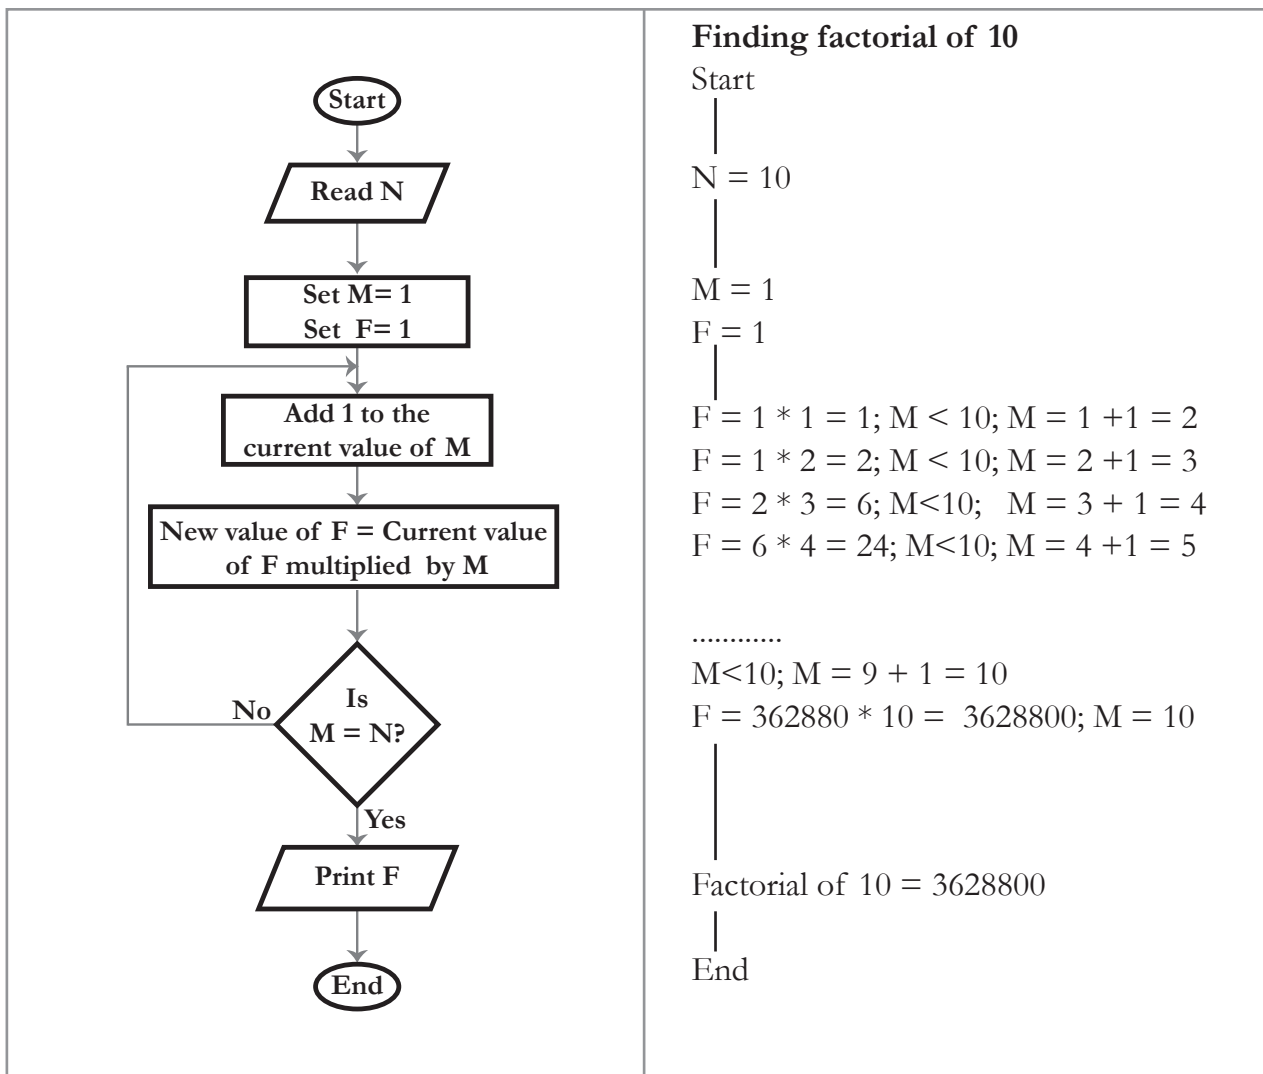 Start
Read N
Set M= 1
Set F= 1
Add 1 to the
current value of M
New value of F = Current value
of F multiplied by M
Is
M = N?
No
Yes
Print F
End
Finding factorial of 10
Start
N = 10
M = 1
F = 1
F = 1 * 1 = 1; M < 10; M = 1 +1 = 2
F = 1 * 2 = 2; M < 10; M = 2 +1 = 3
F = 2 * 3 = 6; M<10; M = 3 + 1 = 4
F = 6 * 4 = 24; M<10; M = 4 +1 = 5
............
M<10; M = 9 + 1 = 10
F = 362880 * 10 = 3628800; M = 10
Factorial of 10 = 3628800
End